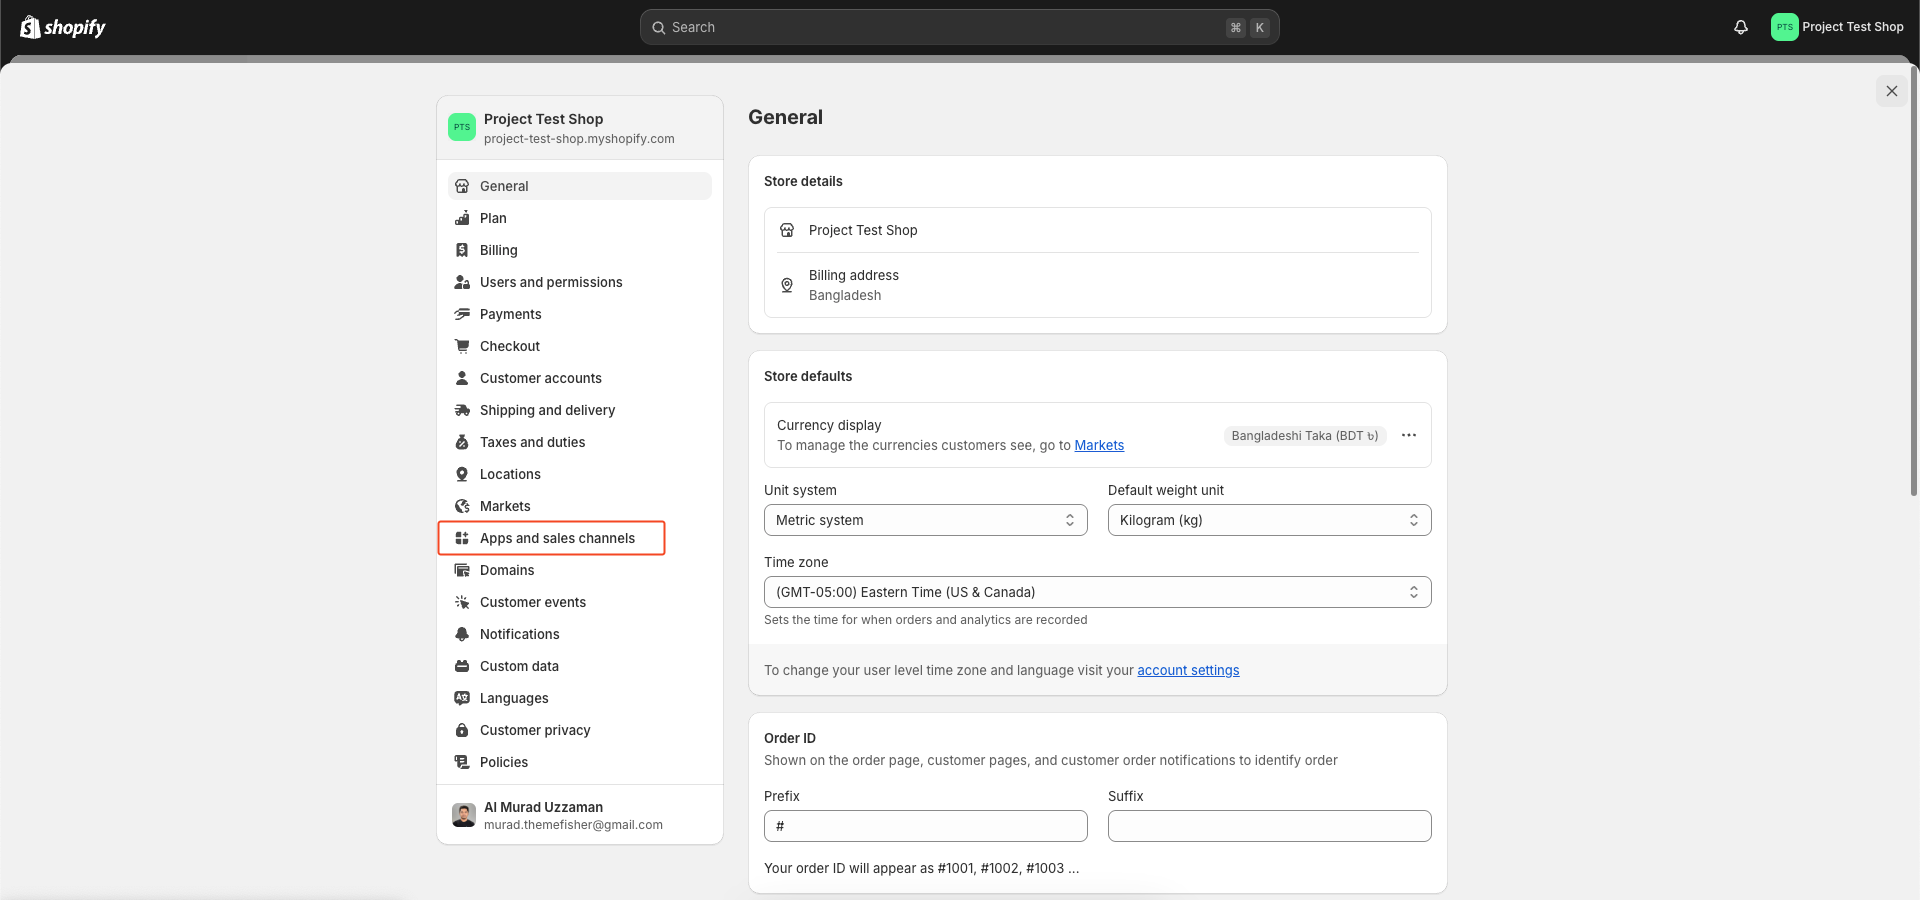 shopify
Search
⌘ K
PTS
Project Test Shop
PTS
Project Test Shop
project-test-shop.myshopify.com
General
Plan
Billing
Users and permissions
Payments
Checkout
Customer accounts
Shipping and delivery
Taxes and duties
Locations
Markets
Apps and sales channels
Domains
Customer events
Notifications
Custom data
Languages
Customer privacy
Policies
Al Murad Uzzaman
murad.themefisher@gmail.com
General
Store details
Project Test Shop
Billing address
Bangladesh
Store defaults
Currency display
To manage the currencies customers see, go to Markets
Bangladeshi Taka (BDT ৳)
Unit system
Metric system
Default weight unit
Kilogram (kg)
Time zone
(GMT-05:00) Eastern Time (US & Canada)
Sets the time for when orders and analytics are recorded
To change your user level time zone and language visit your account settings
Order ID
Shown on the order page, customer pages, and customer order notifications to identify order
Prefix
#
Suffix
Your order ID will appear as #1001, #1002, #1003 ...